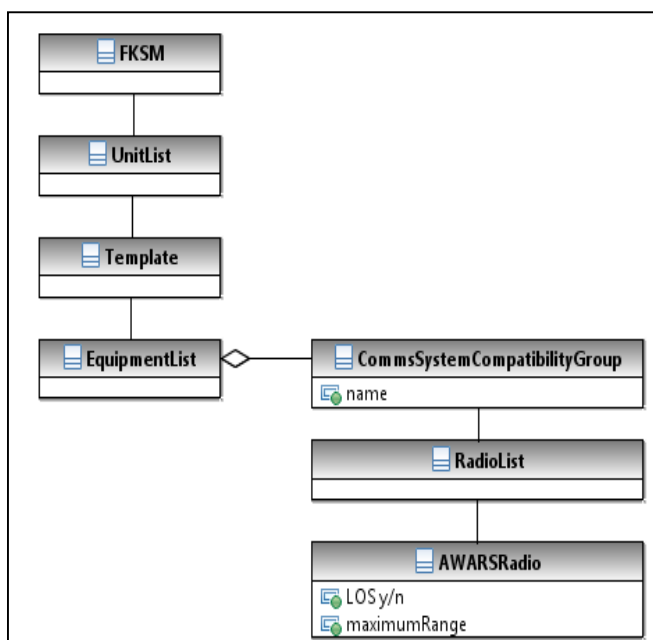 FKSM
UnitList
Template
EquipmentList
CommsSystemCompatibilityGroup
name
RadioList
AWARSRadio
LOS y/n
maximumRange